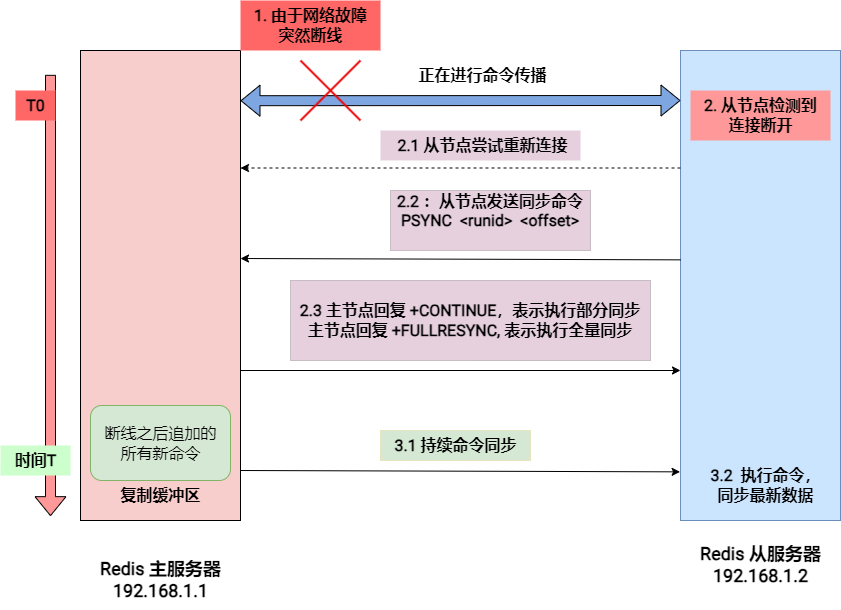 1. 由于网络故障
突然断线
正在进行命令传播
T0
2. 从节点检测到
连接断开
2.1 从节点尝试重新连接
2.2： 从节点发送同步命令
PSYNC <runid> <offset>
2.3 主节点回复 +CONTINUE，表示执行部分同步
主节点回复 +FULLRESYNC, 表示执行全量同步
断线之后追加的
所有新命令
3.1 持续命令同步
时间T
3.2 执行命令，
同步最新数据
复制缓冲区
Redis 主服务器
192.168.1.1
Redis 从服务器
192.168.1.2